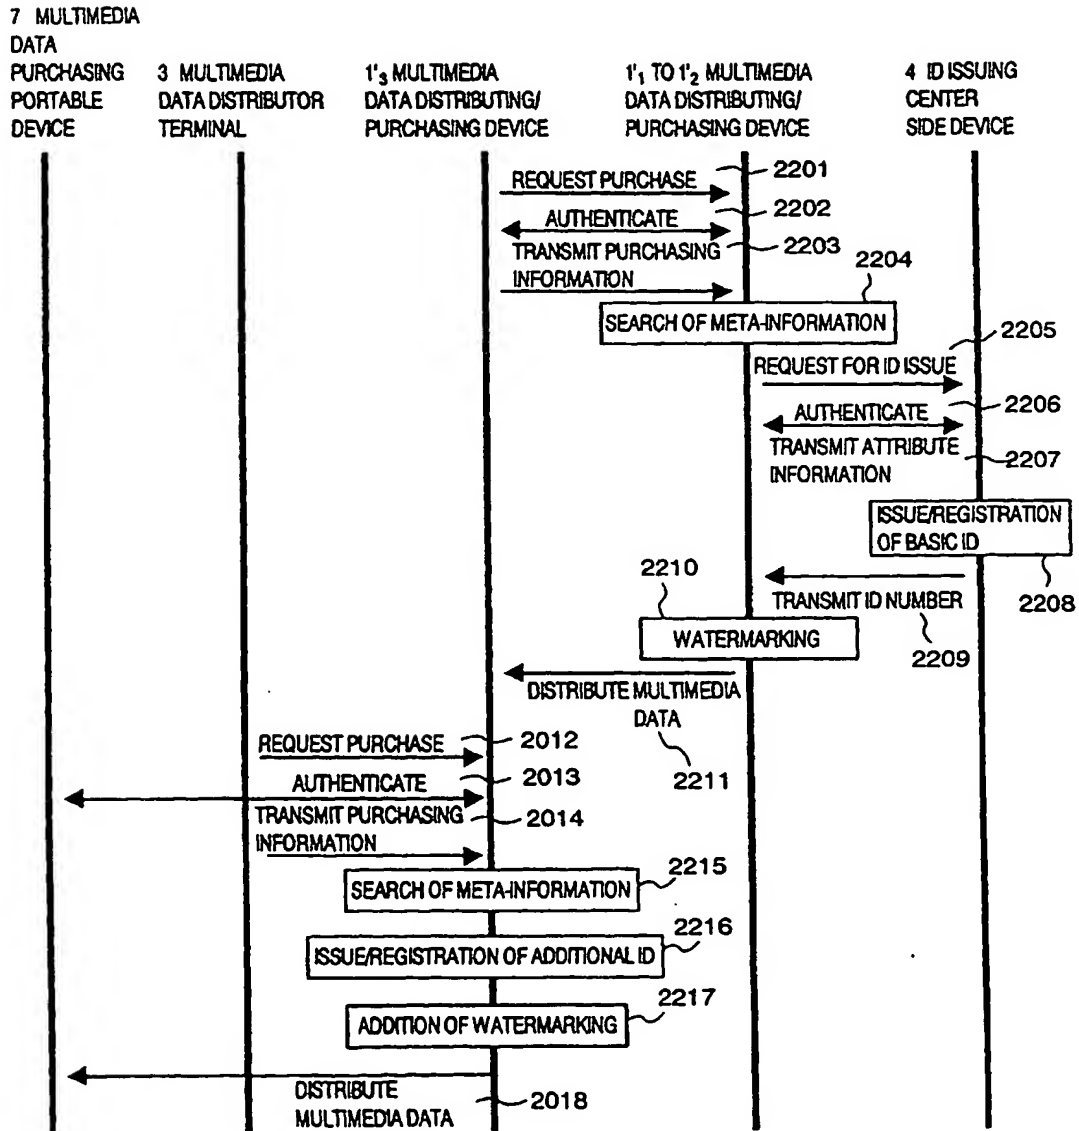 7 MULTIMEDIA
DATA
PURCHASING
PORTABLE
DEVICE
3 MULTIMEDIA
DATA DISTRIBUTOR
TERMINAL
1'₃ MULTIMEDIA
DATA DISTRIBUTING/
PURCHASING DEVICE
1'₁ TO 1'₂ MULTIMEDIA
DATA DISTRIBUTING/
PURCHASING DEVICE
4 ID ISSUING
CENTER
SIDE DEVICE
REQUEST PURCHASE
2201
AUTHENTICATE
2202
TRANSMIT PURCHASING
INFORMATION
2203
2204
SEARCH OF META-INFORMATION
2205
REQUEST FOR ID ISSUE
AUTHENTICATE
2206
TRANSMIT ATTRIBUTE
INFORMATION
2207
ISSUE/REGISTRATION
OF BASIC ID
2208
TRANSMIT ID NUMBER
2209
2210
WATERMARKING
DISTRIBUTE MULTIMEDIA
DATA
2211
REQUEST PURCHASE
2012
AUTHENTICATE
2013
TRANSMIT PURCHASING
INFORMATION
2014
SEARCH OF META-INFORMATION
2215
ISSUE/REGISTRATION OF ADDITIONAL ID
2216
ADDITION OF WATERMARKING
2217
DISTRIBUTE
MULTIMEDIA DATA
2018